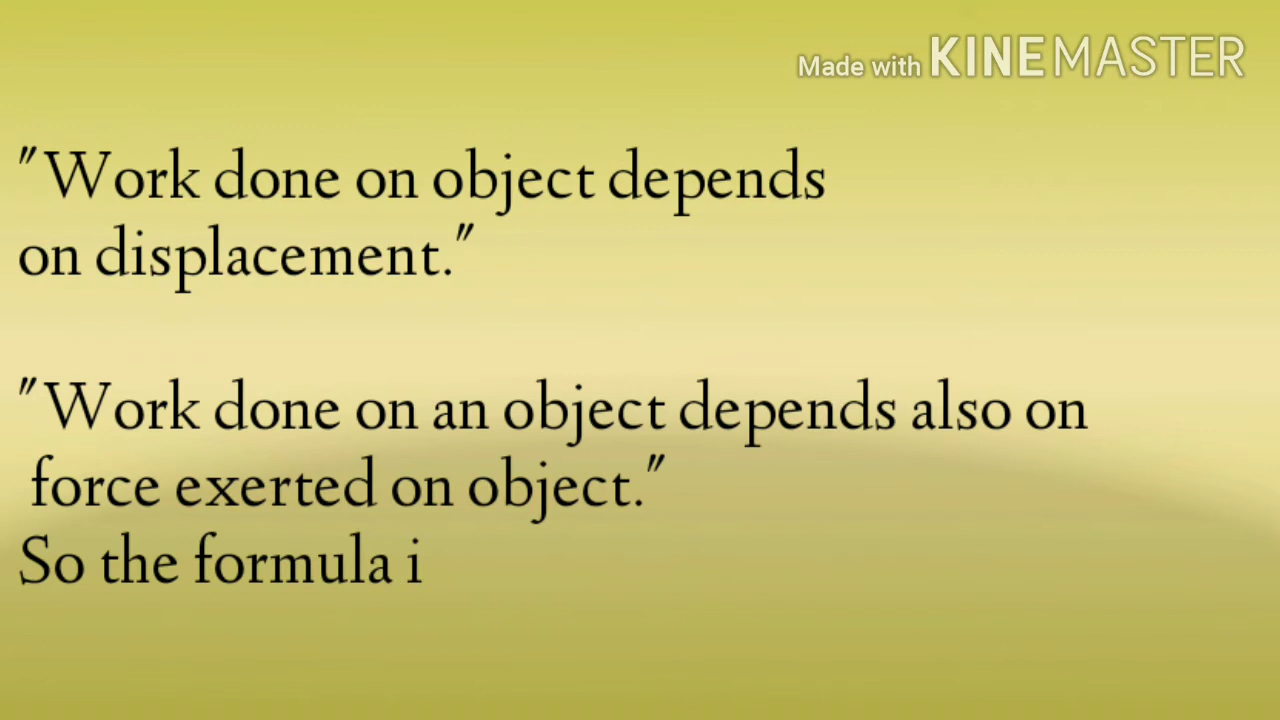 Made with KINEMASTER
"Work done on object depends
on displacement."
"Work done on an object depends also on
force exerted on object."
So the formula i